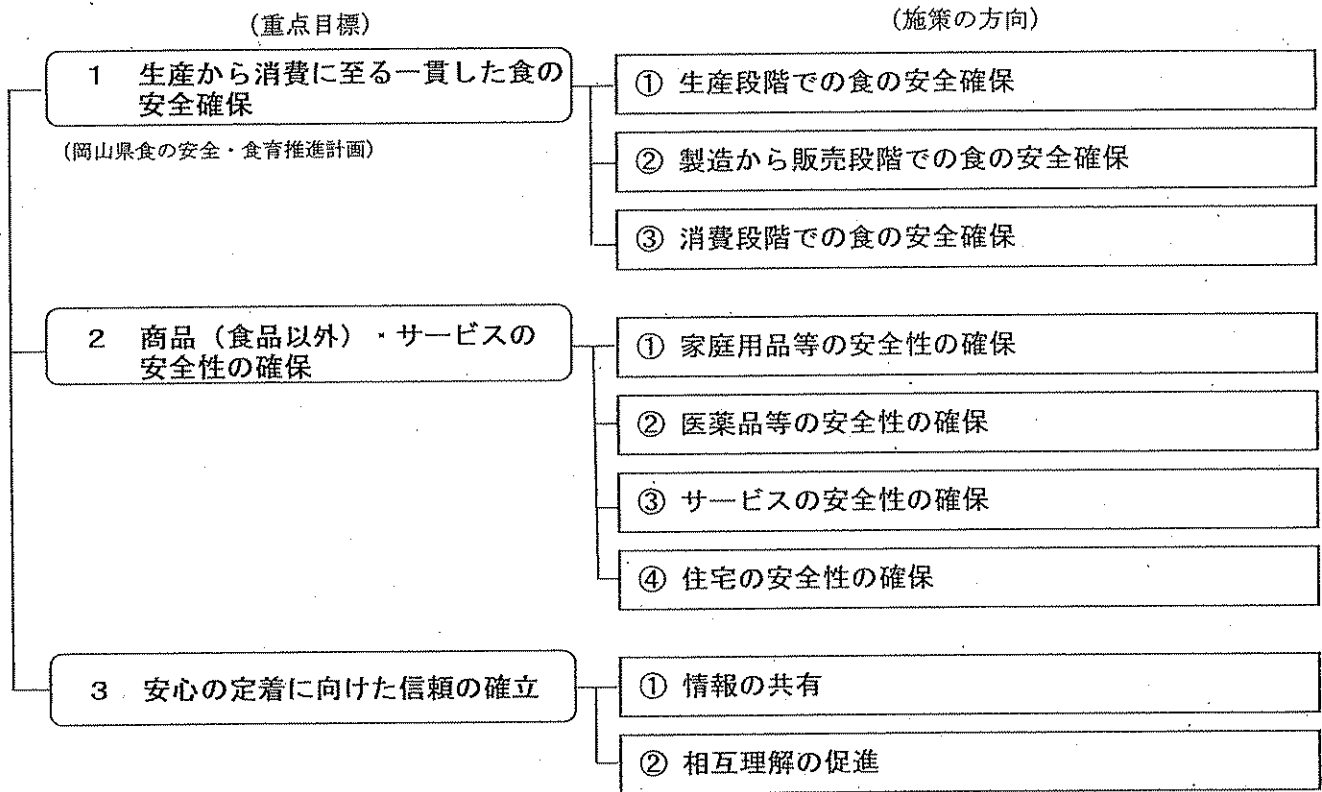 (重点目標)
(施策の方向)
1 生産から消費に至る一貫した食の
安全確保
(岡山県食の安全・食育推進計画)
① 生産段階での食の安全確保
② 製造から販売段階での食の安全確保
③ 消費段階での食の安全確保
2 商品(食品以外)・サービスの
安全性の確保
① 家庭用品等の安全性の確保
② 医薬品等の安全性の確保
③ サービスの安全性の確保
④ 住宅の安全性の確保
3 安心の定着に向けた信頼の確立
① 情報の共有
② 相互理解の促進